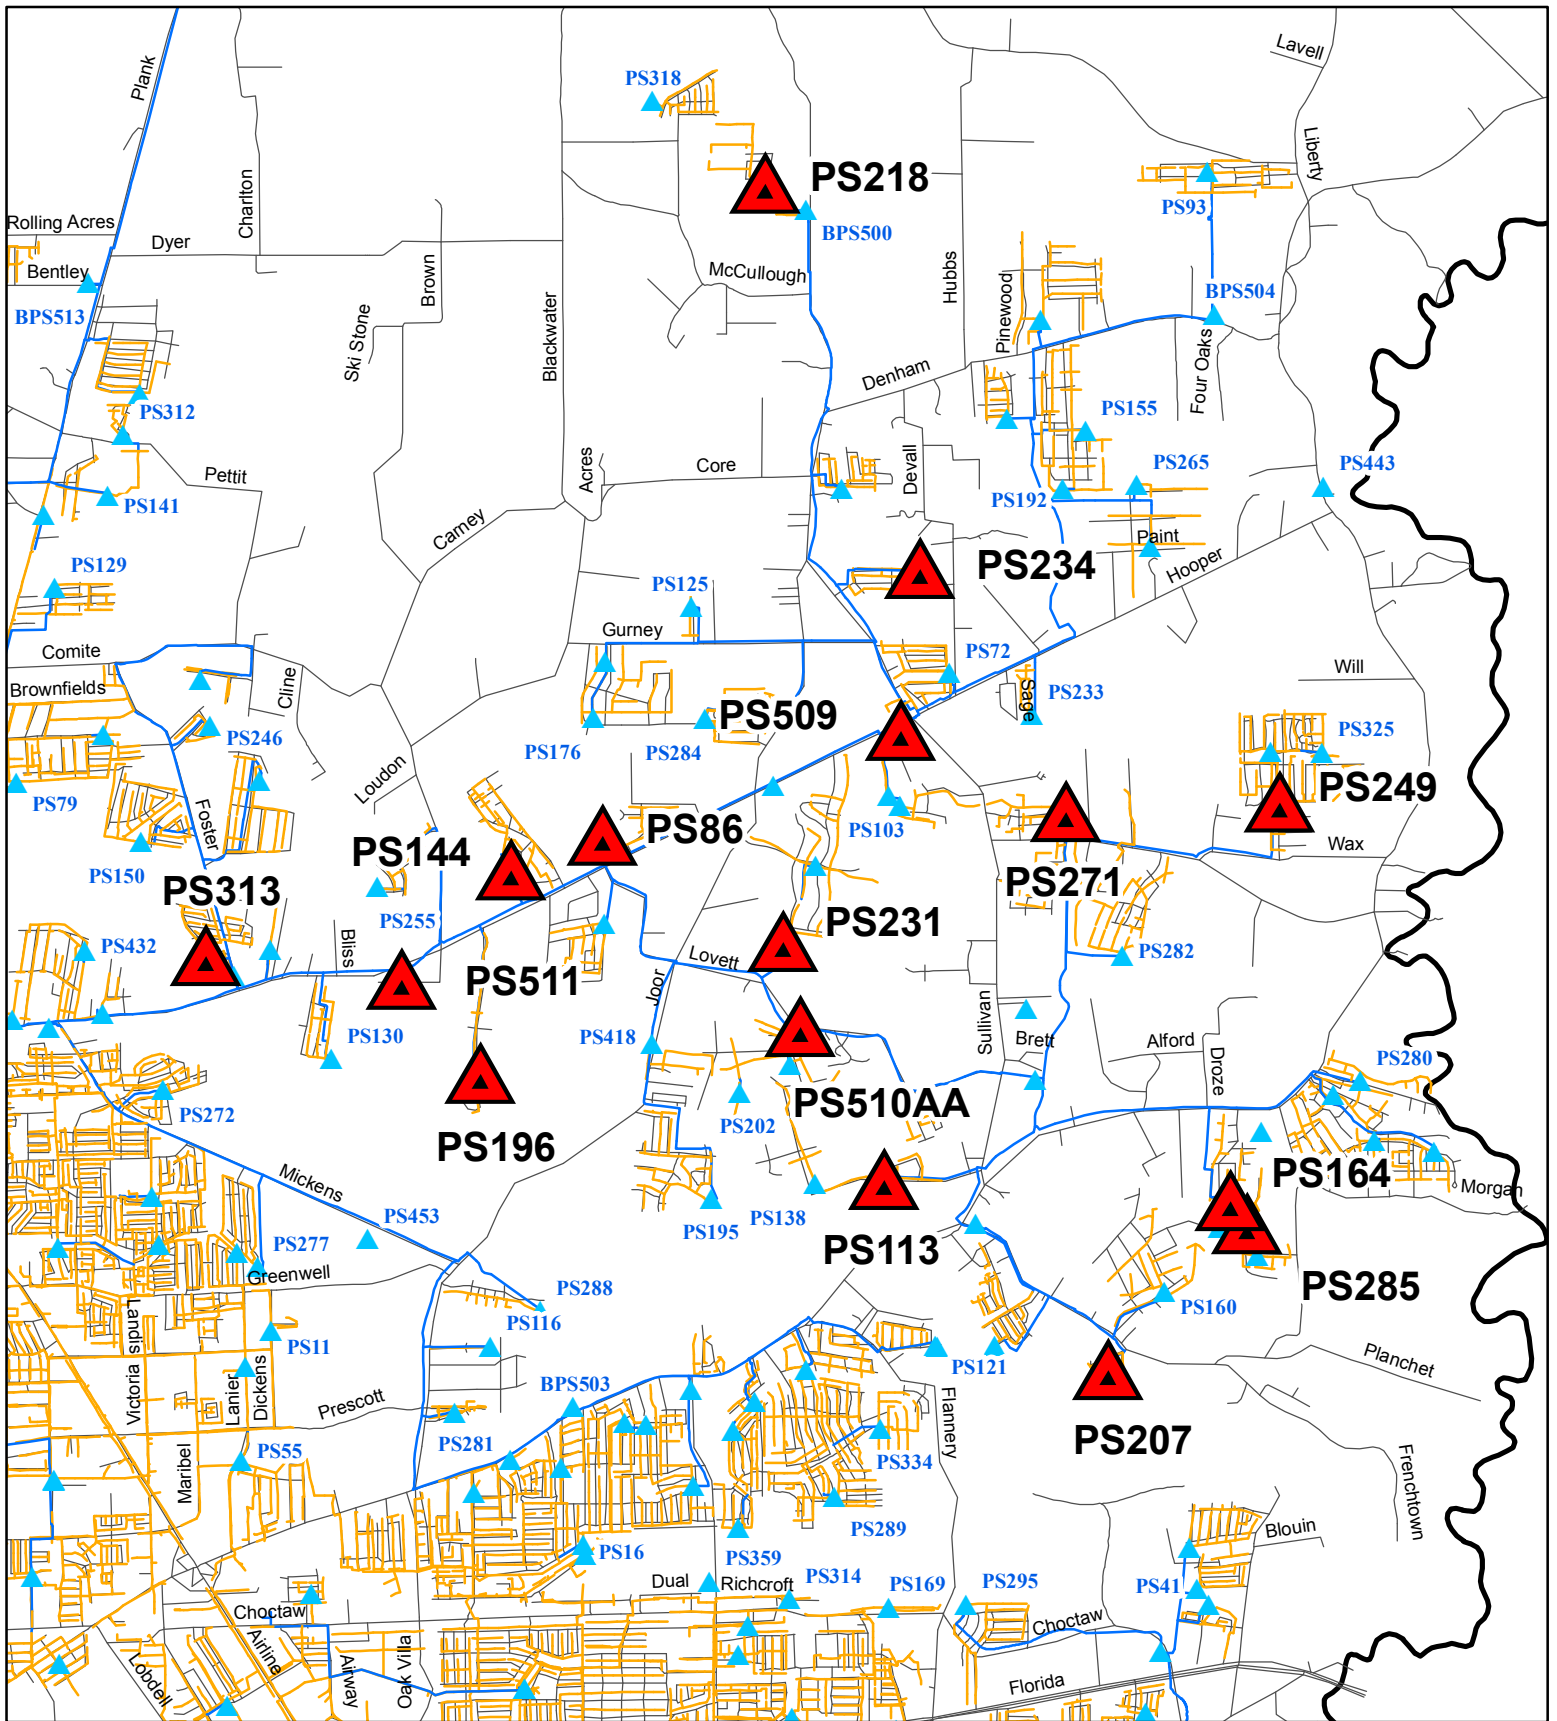 Lavell
Plank
PS318
Liberty
PS218
PS93
Charlton
Rolling Acres
BPS500
Dyer
Bentley
McCullough
Hubbs
Brown
Pinewood
BPS504
BPS513
Ski Stone
Blackwater
Denham
Four Oaks
PS312
PS155
Core
Acres
Devall
PS265
PS443
Pettit
PS192
PS141
Carney
Paint
Hooper
PS129
PS234
PS125
Gurney
Comite
PS72
Will
Brownfields
Cline
Sage
PS233
PS509
PS246
PS176
PS284
PS325
Loudon
PS249
PS79
Foster
PS86
PS103
Wax
PS144
PS150
PS313
PS271
PS255
PS231
Bliss
PS432
Lovett
PS282
PS511
Joor
Sullivan
PS130
PS418
Brett
Alford
Droze
PS280
PS272
PS510AA
PS202
PS196
PS164
Mickens
Morgan
PS453
PS195
PS138
PS277
PS113
Greenwell
PS288
PS285
PS160
PS116
Landis
PS11
PS121
Planchet
Victoria
Lanier
Dickens
Prescott
BPS503
Flannery
PS281
PS207
PS55
PS334
Maribel
Frenchtown
PS289
Blouin
PS16
PS359
Dual
Richcroft
PS314
PS169
PS295
PS41
Choctaw
Choctaw
Airline
Lobdell
Airway
Oak Villa
Florida